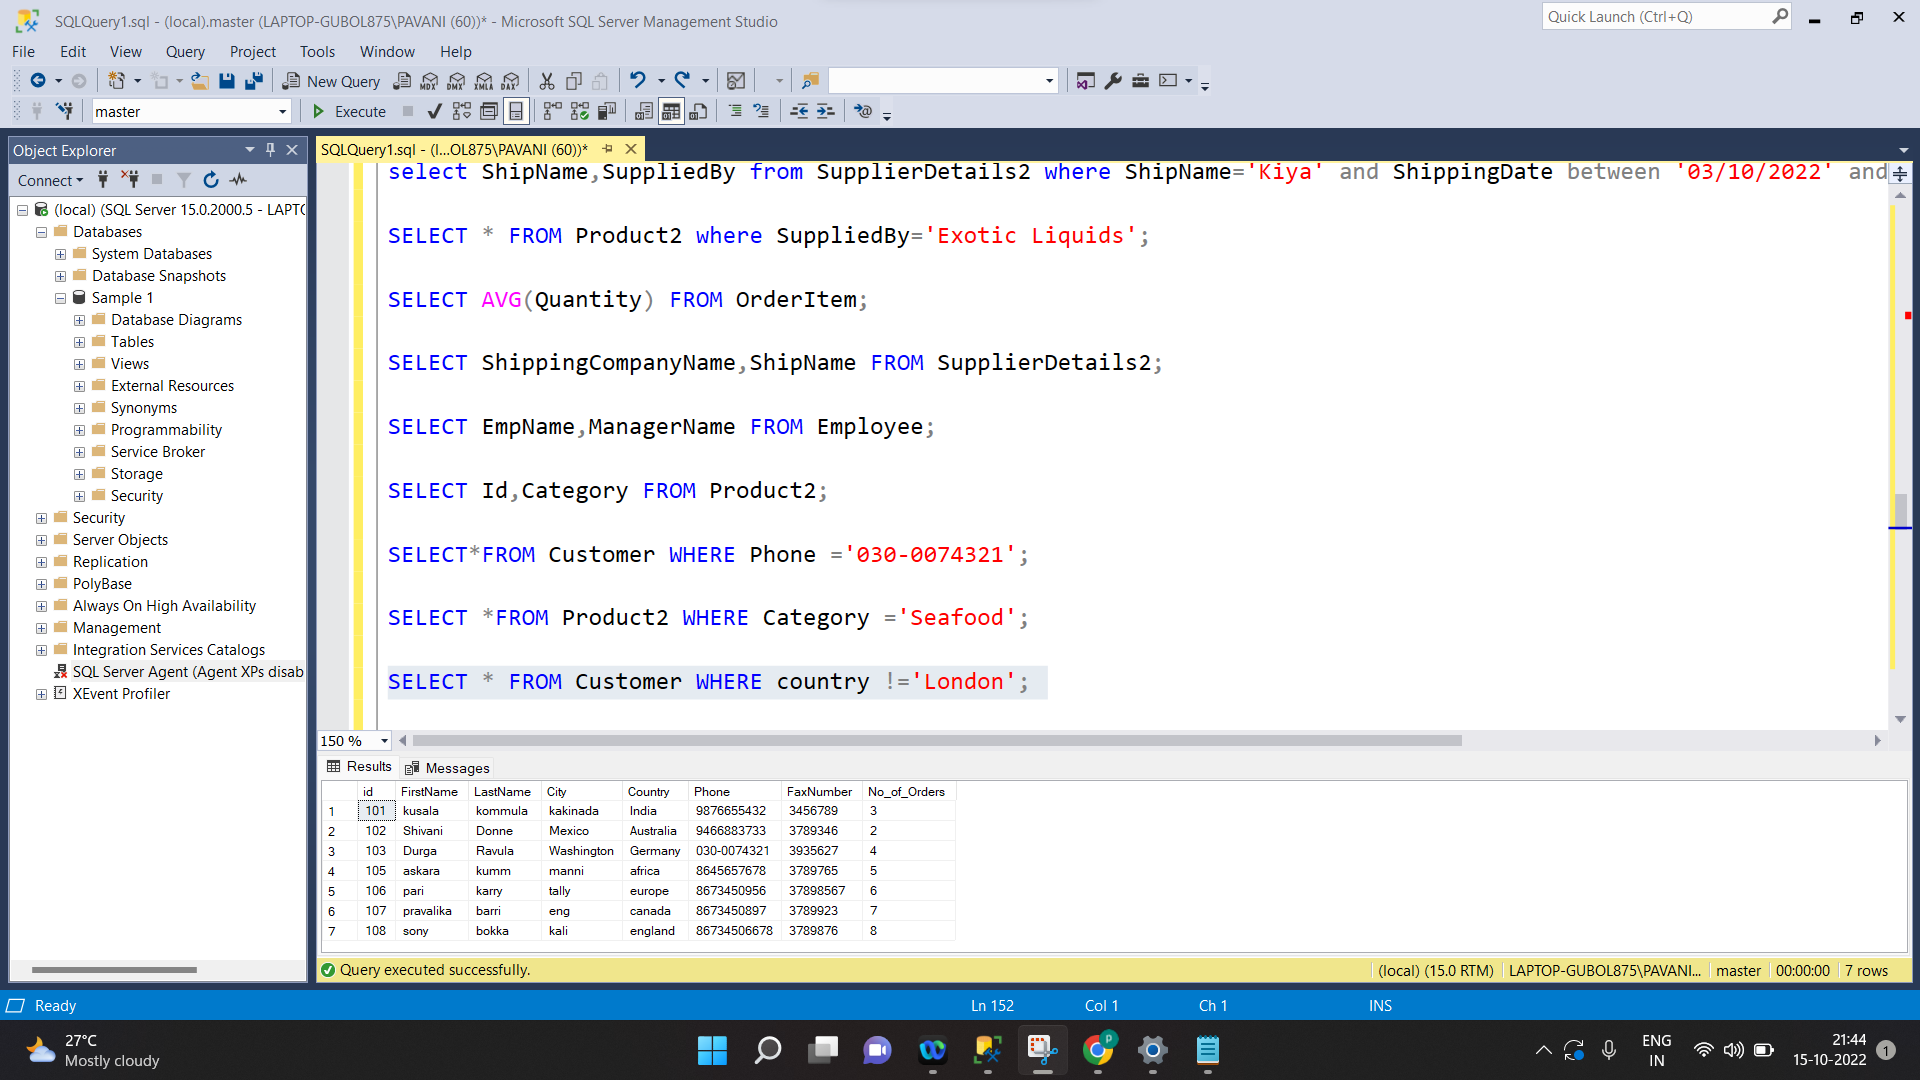 SQLQuery1.sql - (local).master (LAPTOP-GUBOL875\PAVANI (60))* - Microsoft SQL Server Management Studio
Quick Launch (Ctrl+Q)
File Edit View Query Project Tools Window Help
New Query MDX DMX XMLA DAX
master Execute
Object Explorer
Connect
(local) (SQL Server 15.0.2000.5 - LAPTO
Databases
System Databases
Database Snapshots
Sample 1
Database Diagrams
Tables
Views
External Resources
Synonyms
Programmability
Service Broker
Storage
Security
Security
Server Objects
Replication
PolyBase
Always On High Availability
Management
Integration Services Catalogs
SQL Server Agent (Agent XPs disab
XEvent Profiler
SQLQuery1.sql - (l...OL875\PAVANI (60))*
select ShipName,SuppliedBy from SupplierDetails2 where ShipName='Kiya' and ShippingDate between '03/10/2022' and
SELECT * FROM Product2 where SuppliedBy='Exotic Liquids';
SELECT AVG(Quantity) FROM OrderItem;
SELECT ShippingCompanyName,ShipName FROM SupplierDetails2;
SELECT EmpName,ManagerName FROM Employee;
SELECT Id,Category FROM Product2;
SELECT*FROM Customer WHERE Phone ='030-0074321';
SELECT *FROM Product2 WHERE Category ='Seafood';
SELECT * FROM Customer WHERE country !='London';
150 %
Results Messages
id FirstName LastName City Country Phone FaxNumber No_of_Orders
1 101 kusala kommula kakinada India 9876655432 3456789 3
2 102 Shivani Donne Mexico Australia 9466883733 3789346 2
3 103 Durga Ravula Washington Germany 030-0074321 3935627 4
4 105 askara kumm manni africa 8645657678 3789765 5
5 106 pari karry tally europe 8673450956 37898567 6
6 107 pravalika barri eng canada 8673450897 3789923 7
7 108 sony bokka kali england 86734506678 3789876 8
Query executed successfully. (local) (15.0 RTM) LAPTOP-GUBOL875\PAVANI... master 00:00:00 7 rows
Ready Ln 152 Col 1 Ch 1 INS
27°C
Mostly cloudy
P
ENG
IN
21:44
15-10-2022
1